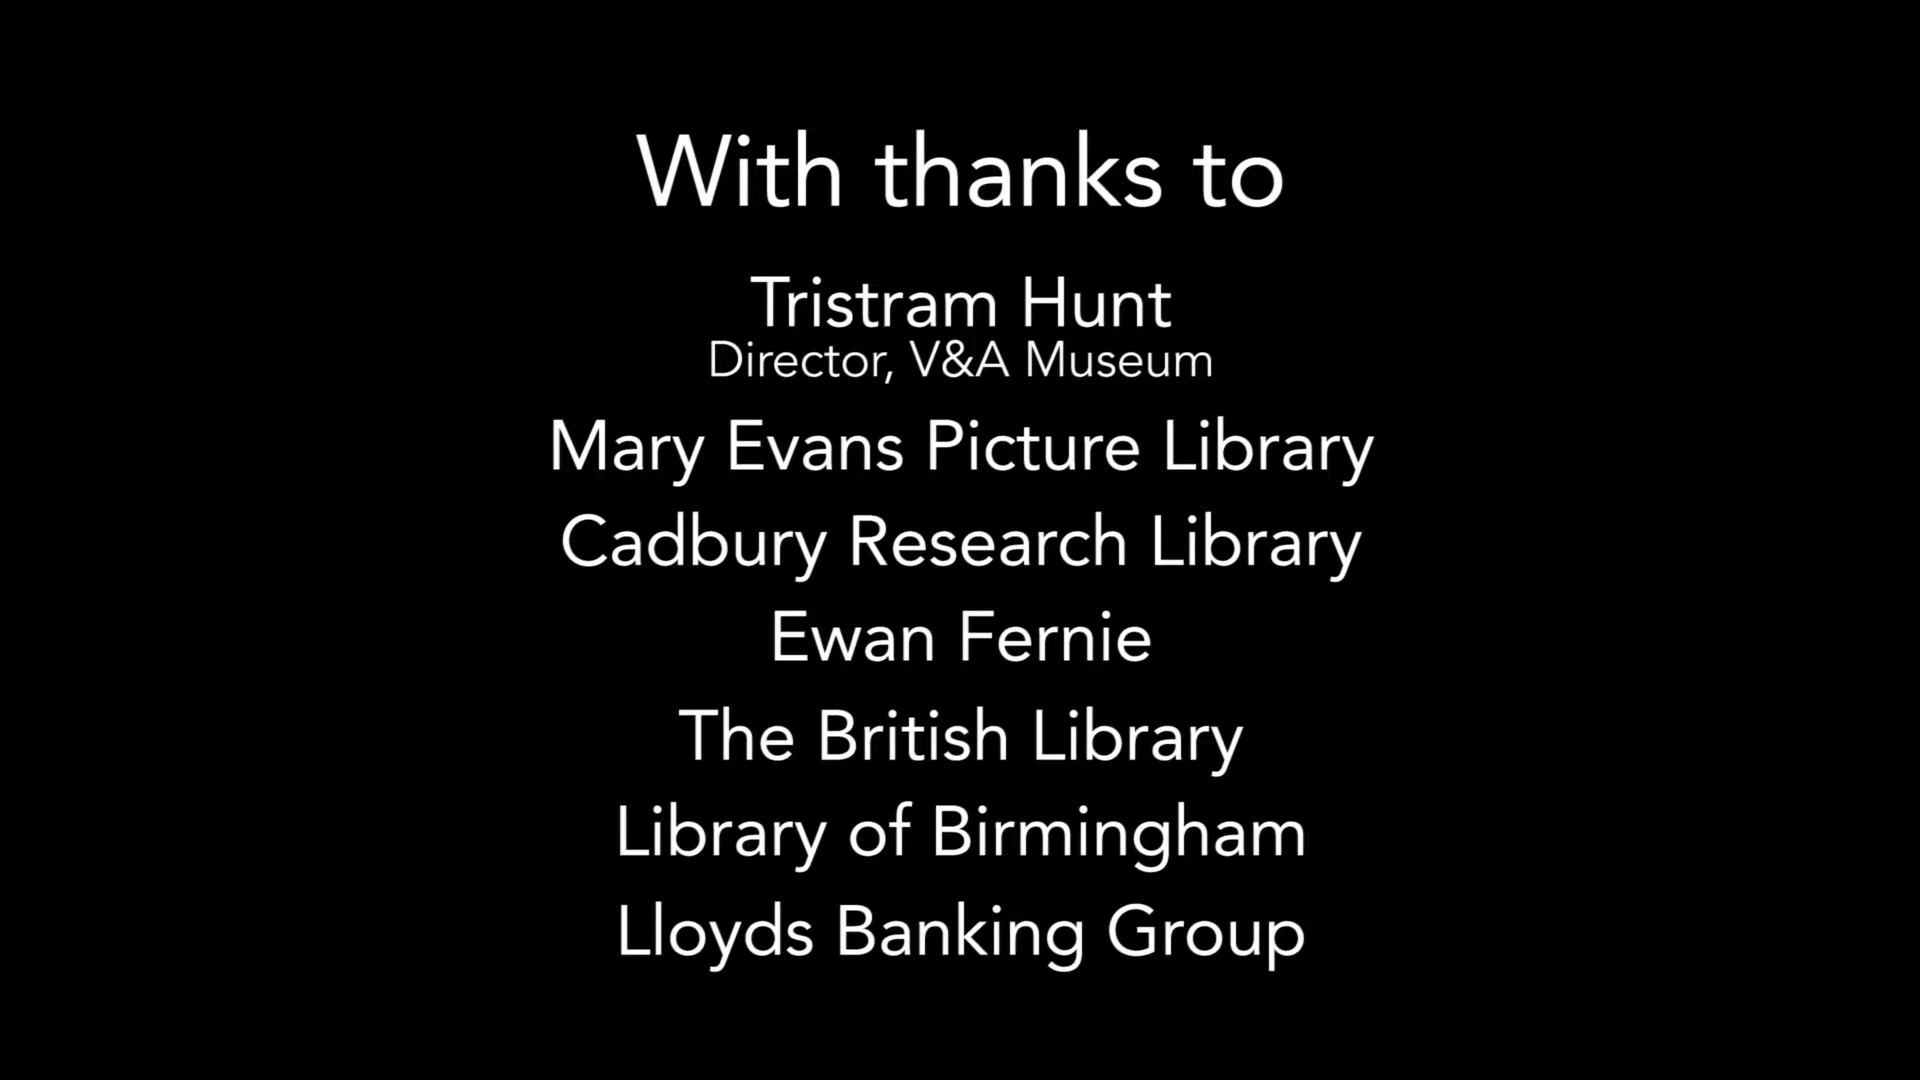 With thanks to
Tristram Hunt
Director, V&A Museum
Mary Evans Picture Library
Cadbury Research Library
Ewan Fernie
The British Library
Library of Birmingham
Lloyds Banking Group